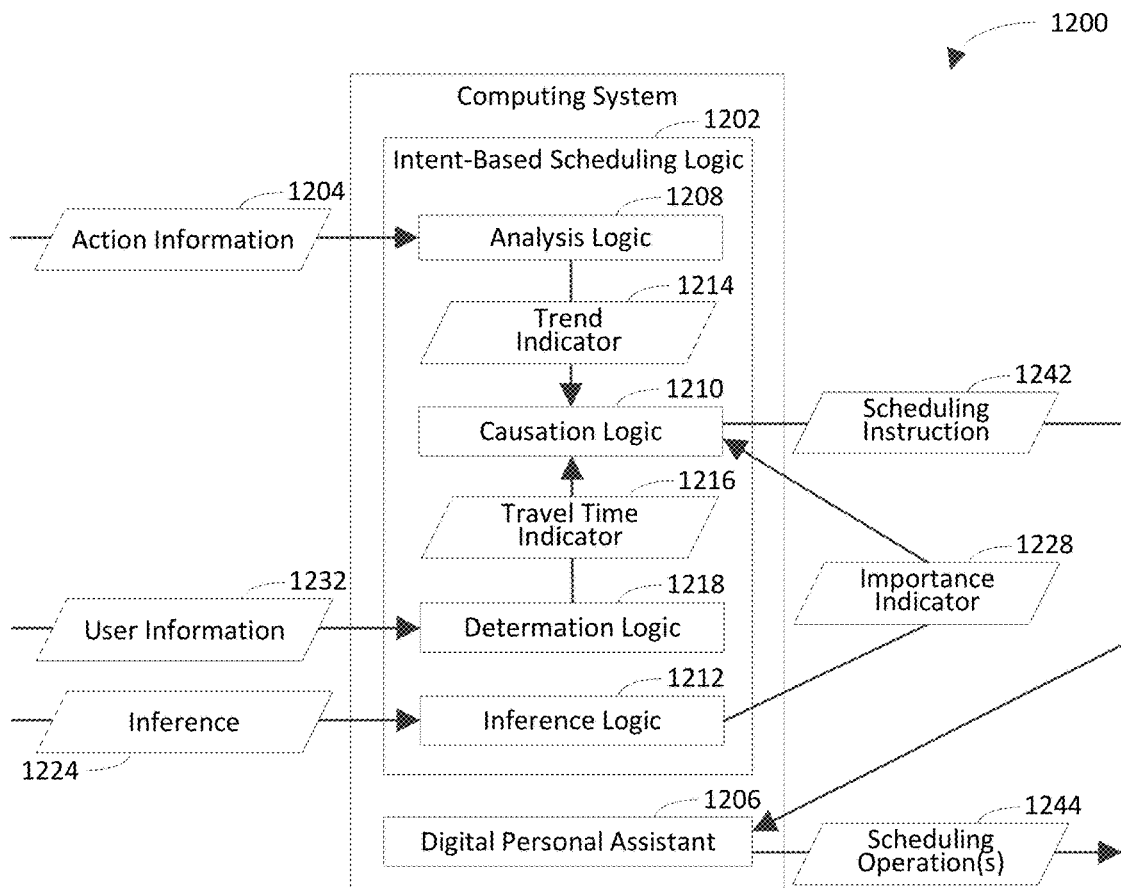 1200
Computing System
1202
Intent-Based Scheduling Logic
1204
Action Information
1208
Analysis Logic
1214
Trend
Indicator
1210
Causation Logic
1242
Scheduling
Instruction
1216
Travel Time
Indicator
1228
Importance
Indicator
1232
User Information
1218
Determation Logic
1212
Inference Logic
Inference
1224
1206
Digital Personal Assistant
1244
Scheduling
Operation(s)